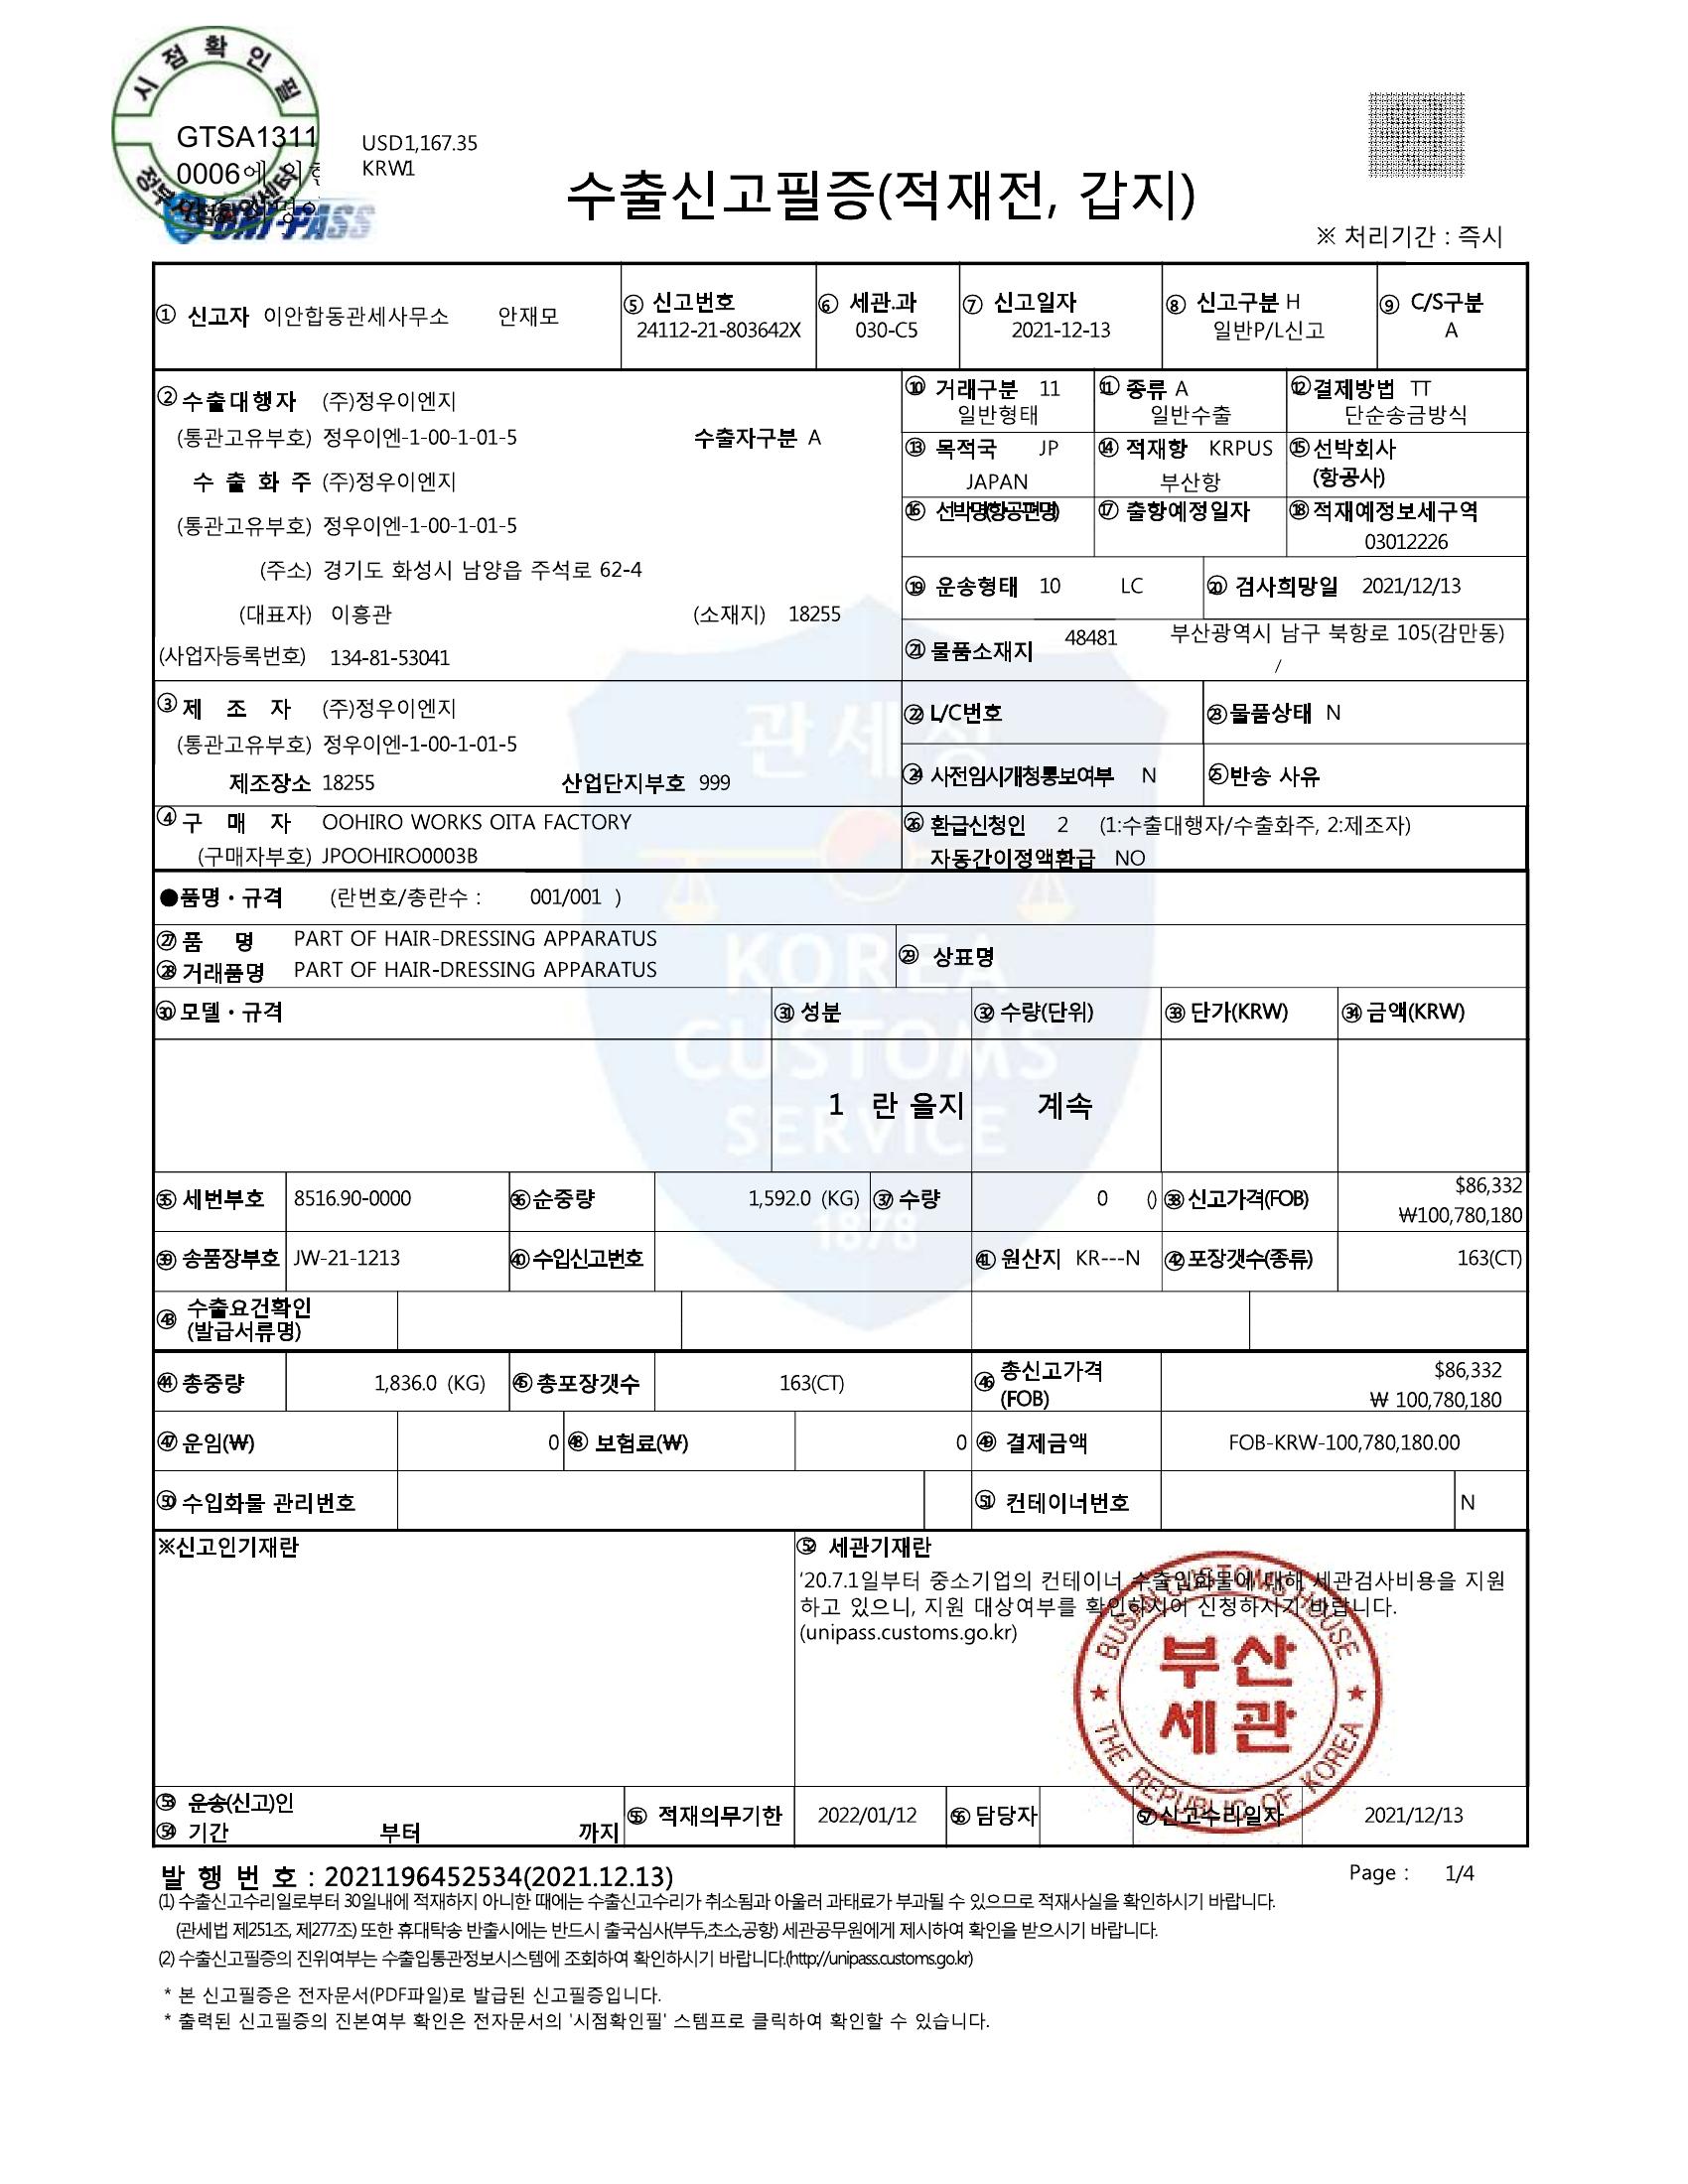 시점확인필
GTSA1311
0006에 의한
USD1,167.35
KRW1
UNI-PASS
수출신고필증(적재전, 갑지)
※ 처리기간 : 즉시
① 신고자 이안합동관세사무소 안재모
⑤ 신고번호
24112-21-803642X
⑥ 세관.과
030-C5
⑦ 신고일자
2021-12-13
⑧ 신고구분 H
일반P/L신고
⑨ C/S구분
A
② 수출대행자 (주)정우이엔지
(통관고유부호) 정우이엔-1-00-1-01-5 수출자구분 A
수 출 화 주 (주)정우이엔지
(통관고유부호) 정우이엔-1-00-1-01-5
(주소) 경기도 화성시 남양읍 주석로 62-4
(대표자) 이흥관 (소재지) 18255
(사업자등록번호) 134-81-53041
⑩ 거래구분 11
일반형태
⑪ 종류 A
일반수출
⑫ 결제방법 TT
단순송금방식
⑬ 목적국 JP
JAPAN
⑭ 적재항 KRPUS
부산항
⑮ 선박회사
(항공사)
⑯ 선박명(항공편명)
⑰ 출항예정일자
⑱ 적재예정보세구역
03012226
⑲ 운송형태 10 LC
⑳ 검사희망일 2021/12/13
㉑ 물품소재지 48481 부산광역시 남구 북항로 105(감만동)
/
③ 제 조 자 (주)정우이엔지
(통관고유부호) 정우이엔-1-00-1-01-5
제조장소 18255 산업단지부호 999
㉒ L/C번호
㉓ 물품상태 N
㉔ 사전임시개청통보여부 N
㉕ 반송 사유
④ 구 매 자 OOHIRO WORKS OITA FACTORY
(구매자부호) JPOOHIRO0003B
㉖ 환급신청인 2 (1:수출대행자/수출화주, 2:제조자)
자동간이정액환급 NO
●품명・규격 (란번호/총란수 : 001/001 )
㉗ 품 명 PART OF HAIR-DRESSING APPARATUS
㉘ 거래품명 PART OF HAIR-DRESSING APPARATUS
㉙ 상표명
㉚ 모델・규격
㉛ 성분
㉜ 수량(단위)
㉝ 단가(KRW)
㉞ 금액(KRW)
1 란 을지 계속
관세청
KOREA
CUSTOMS
SERVICE
1878
㉟ 세번부호 8516.90-0000
㊱ 순중량 1,592.0 (KG)
㊲ 수량 0 ()
㊳ 신고가격(FOB) $86,332
₩100,780,180
㊴ 송품장부호 JW-21-1213
㊵ 수입신고번호
㊶ 원산지 KR---N
㊷ 포장갯수(종류) 163(CT)
㊸ 수출요건확인
(발급서류명)
㊹ 총중량 1,836.0 (KG)
㊺ 총포장갯수 163(CT)
㊻ 총신고가격
(FOB)
$86,332
₩ 100,780,180
㊼ 운임(₩) 0
㊽ 보험료(₩) 0
㊾ 결제금액 FOB-KRW-100,780,180.00
㊿ 수입화물 관리번호
51 컨테이너번호 N
※신고인기재란
52 세관기재란
'20.7.1일부터 중소기업의 컨테이너 수출입화물에 대해 세관검사비용을 지원
하고 있으니, 지원 대상여부를 확인하시어 신청하시기 바랍니다.
(unipass.customs.go.kr)
BUSAN CUSTOMS HOUSE
부산
세관
THE REPUBLIC OF KOREA
53 운송(신고)인
54 기간 부터 까지
55 적재의무기한 2022/01/12
56 담당자
57 신고수리일자 2021/12/13
발 행 번 호 : 2021196452534(2021.12.13)
Page : 1/4
(1) 수출신고수리일로부터 30일내에 적재하지 아니한 때에는 수출신고수리가 취소됨과 아울러 과태료가 부과될 수 있으므로 적재사실을 확인하시기 바랍니다.
(관세법 제251조, 제277조) 또한 휴대탁송 반출시에는 반드시 출국심사(부두,초소,공항) 세관공무원에게 제시하여 확인을 받으시기 바랍니다.
(2) 수출신고필증의 진위여부는 수출입통관정보시스템에 조회하여 확인하시기 바랍니다.(http://unipass.customs.go.kr)
* 본 신고필증은 전자문서(PDF파일)로 발급된 신고필증입니다.
* 출력된 신고필증의 진본여부 확인은 전자문서의 '시점확인필' 스템프로 클릭하여 확인할 수 있습니다.